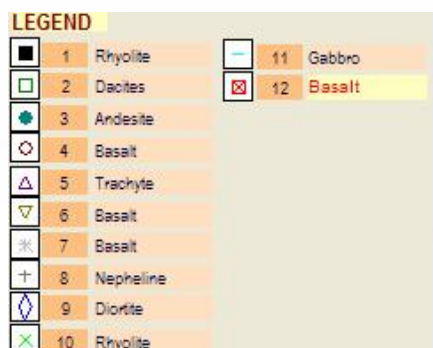 LEGEND
1 Rhyolite
2 Dacites
3 Andesite
4 Basalt
5 Trachyte
6 Basalt
7 Basalt
8 Nepheline
9 Diortite
10 Rhyolite
11 Gabbro
12 Basalt